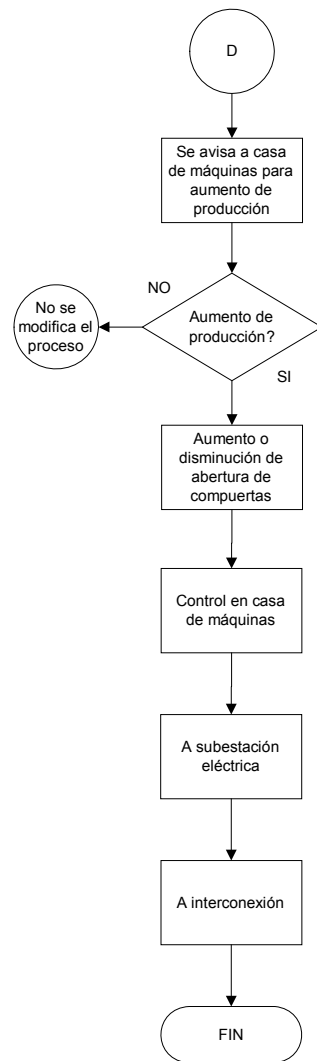 D
Se avisa a casa
de máquinas para
aumento de
producción
NO
No se
modifica el
proceso
Aumento de
producción?
SI
Aumento o
disminución de
abertura de
compuertas
Control en casa
de máquinas
A subestación
eléctrica
A interconexión
FIN